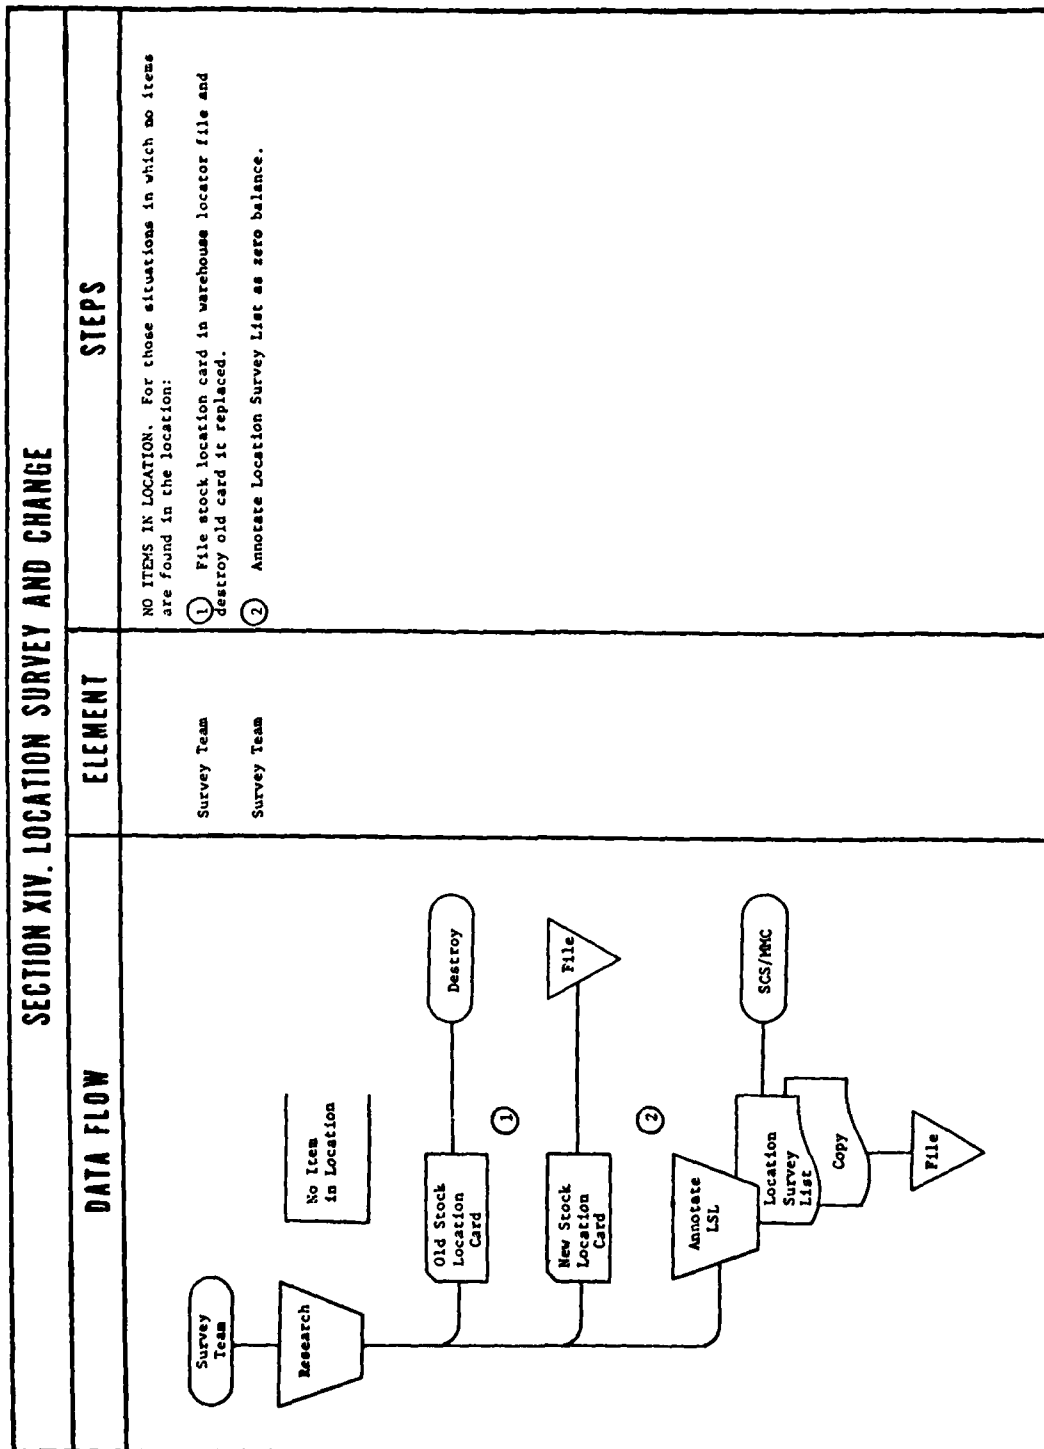 SECTION XIV. LOCATION SURVEY AND CHANGE
DATA FLOW
ELEMENT
STEPS
Survey
Team
Research
No Item
in Location
Old Stock
Location
Card
Destroy
1
New Stock
Location
Card
File
2
Annotate
LSL
Location
Survey
List
Copy
SCS/MMC
File
Survey Team
Survey Team
NO ITEMS IN LOCATION. For those situations in which no items
are found in the location:
1 File stock location card in warehouse locator file and
destroy old card it replaced.
2 Annotate Location Survey List as zero balance.